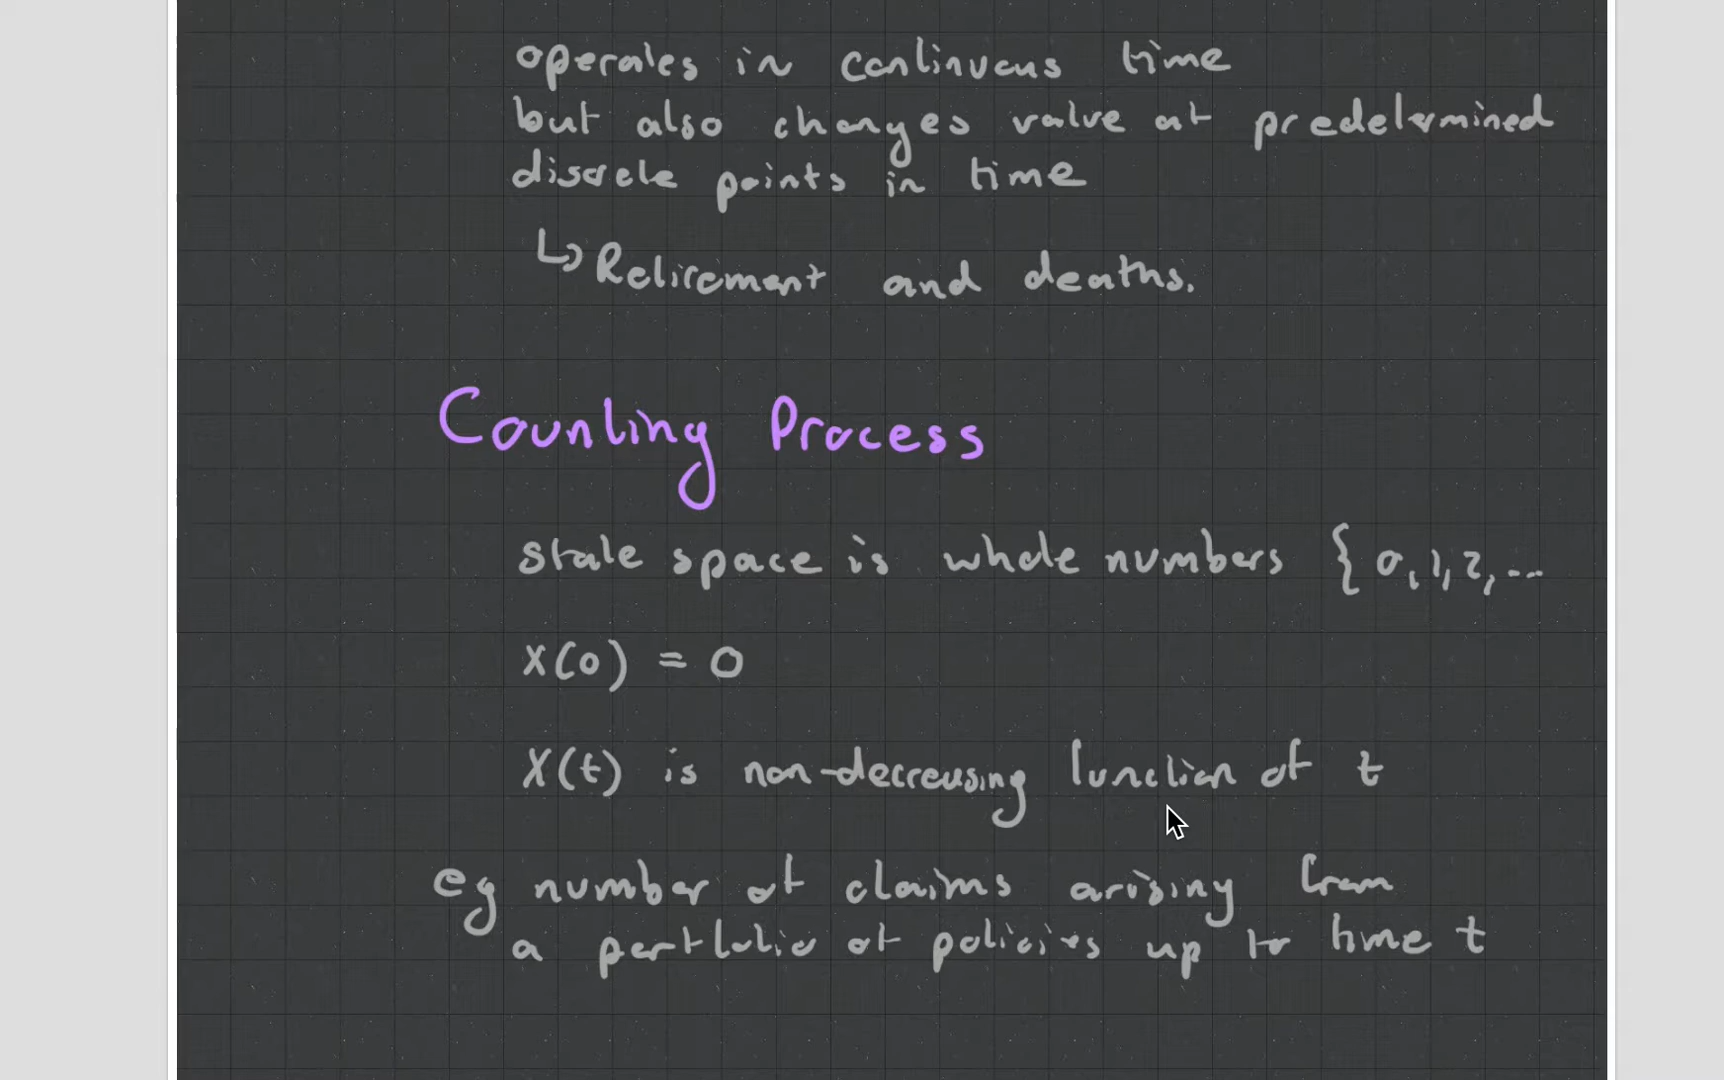 operates in continuous time
but also changes value at predetermined
discrete points in time
↳ Retirement and deaths.
Counting Process
state space is whole numbers { 0, 1, 2, ...
X(0) = 0
X(t) is non-decreasing function of t
eg number of claims arising from
a portfolio of policies up to time t